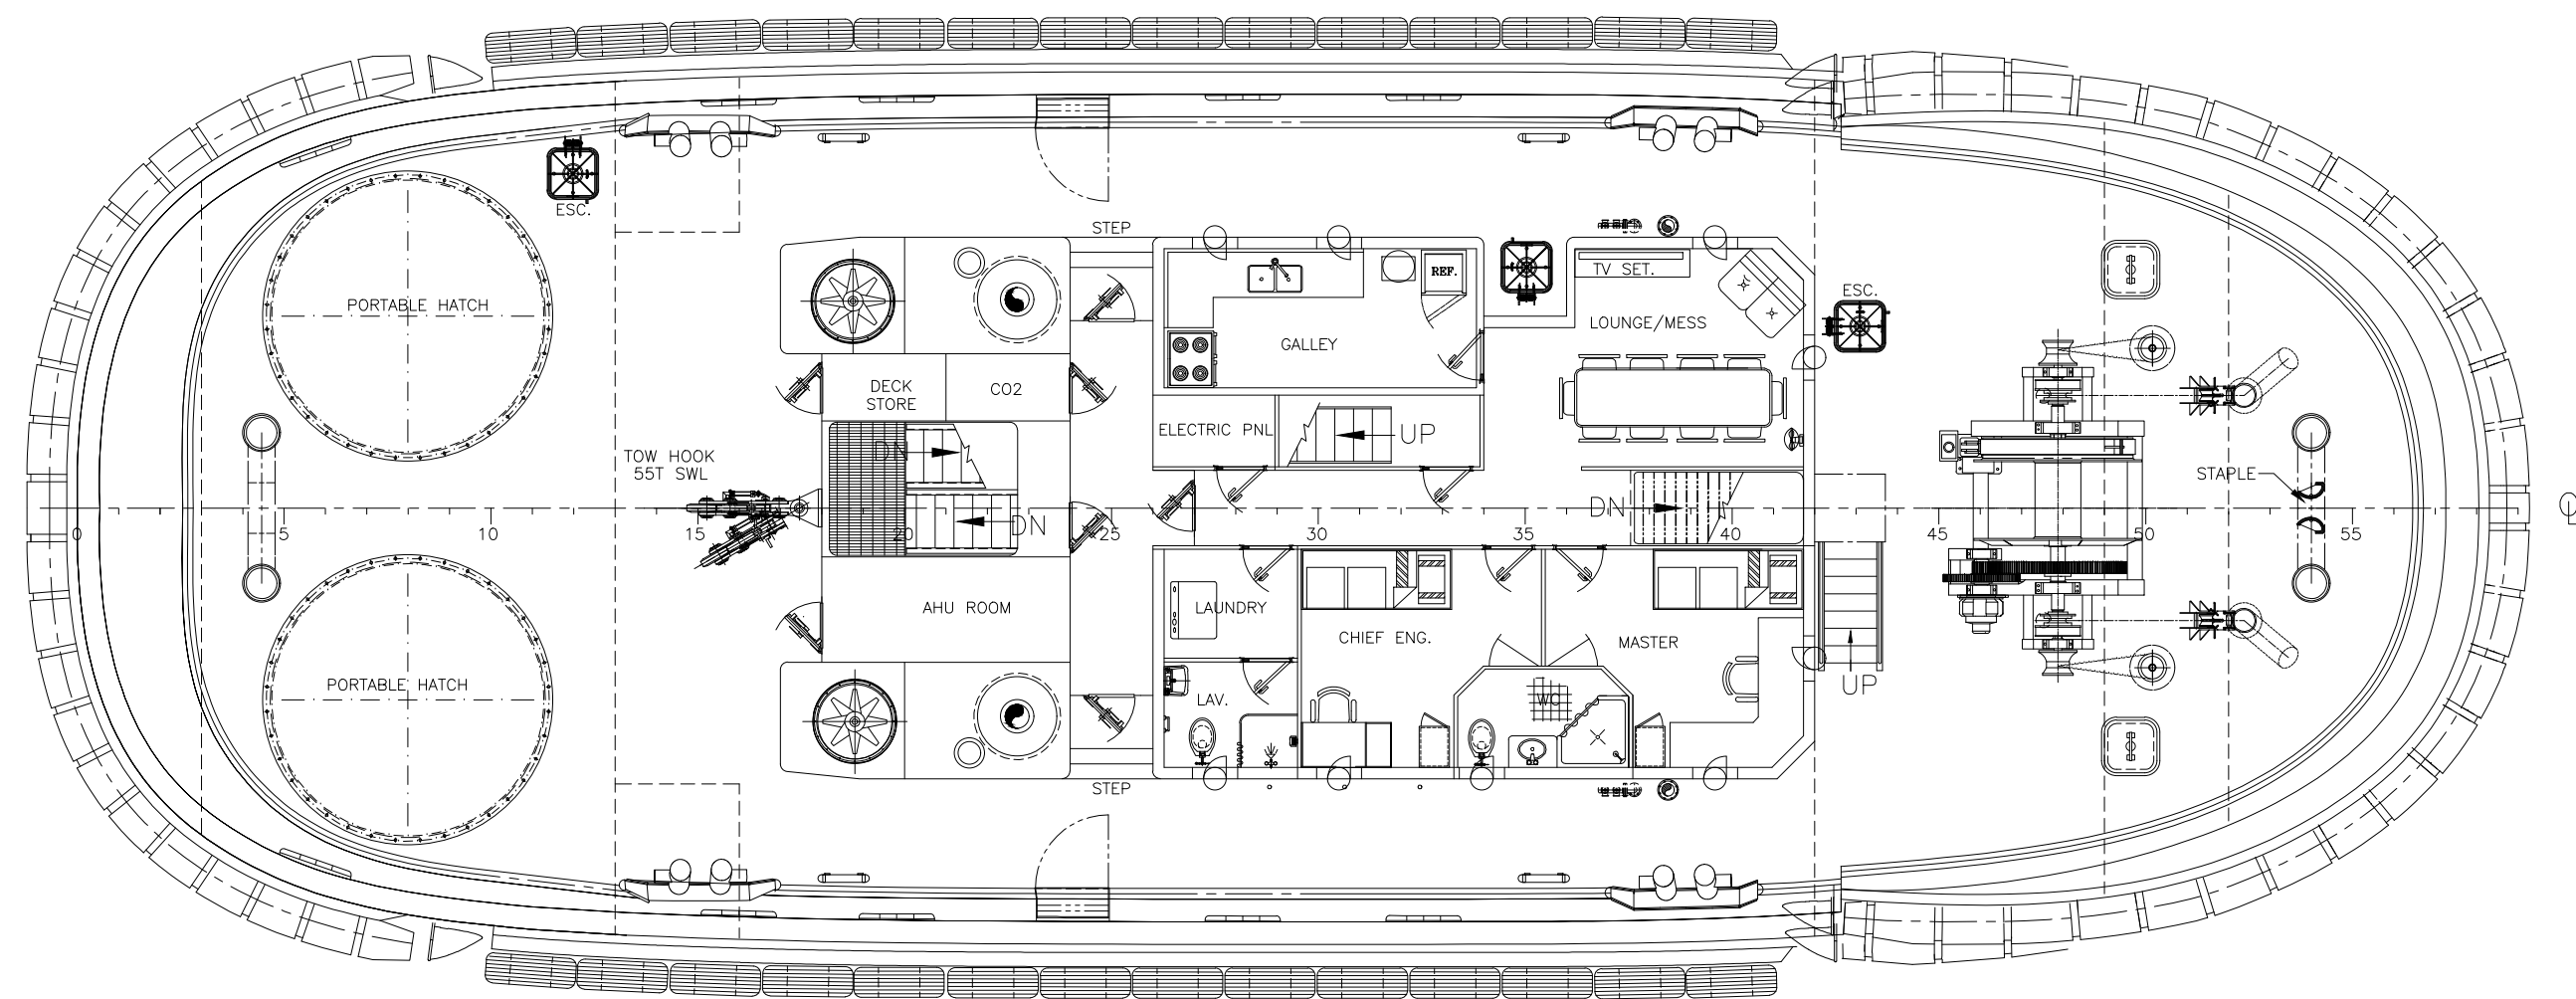 ESC.
STEP
REF.
TV SET.
ESC.
PORTABLE HATCH
LOUNGE/MESS
GALLEY
DECK
STORE
CO2
ELECTRIC PNL
UP
DN
TOW HOOK
55T SWL
STAPLE
DN
DN
0
5
10
15
20
25
30
35
40
45
50
55
AHU ROOM
LAUNDRY
CHIEF ENG.
MASTER
PORTABLE HATCH
UP
LAV.
WC
STEP